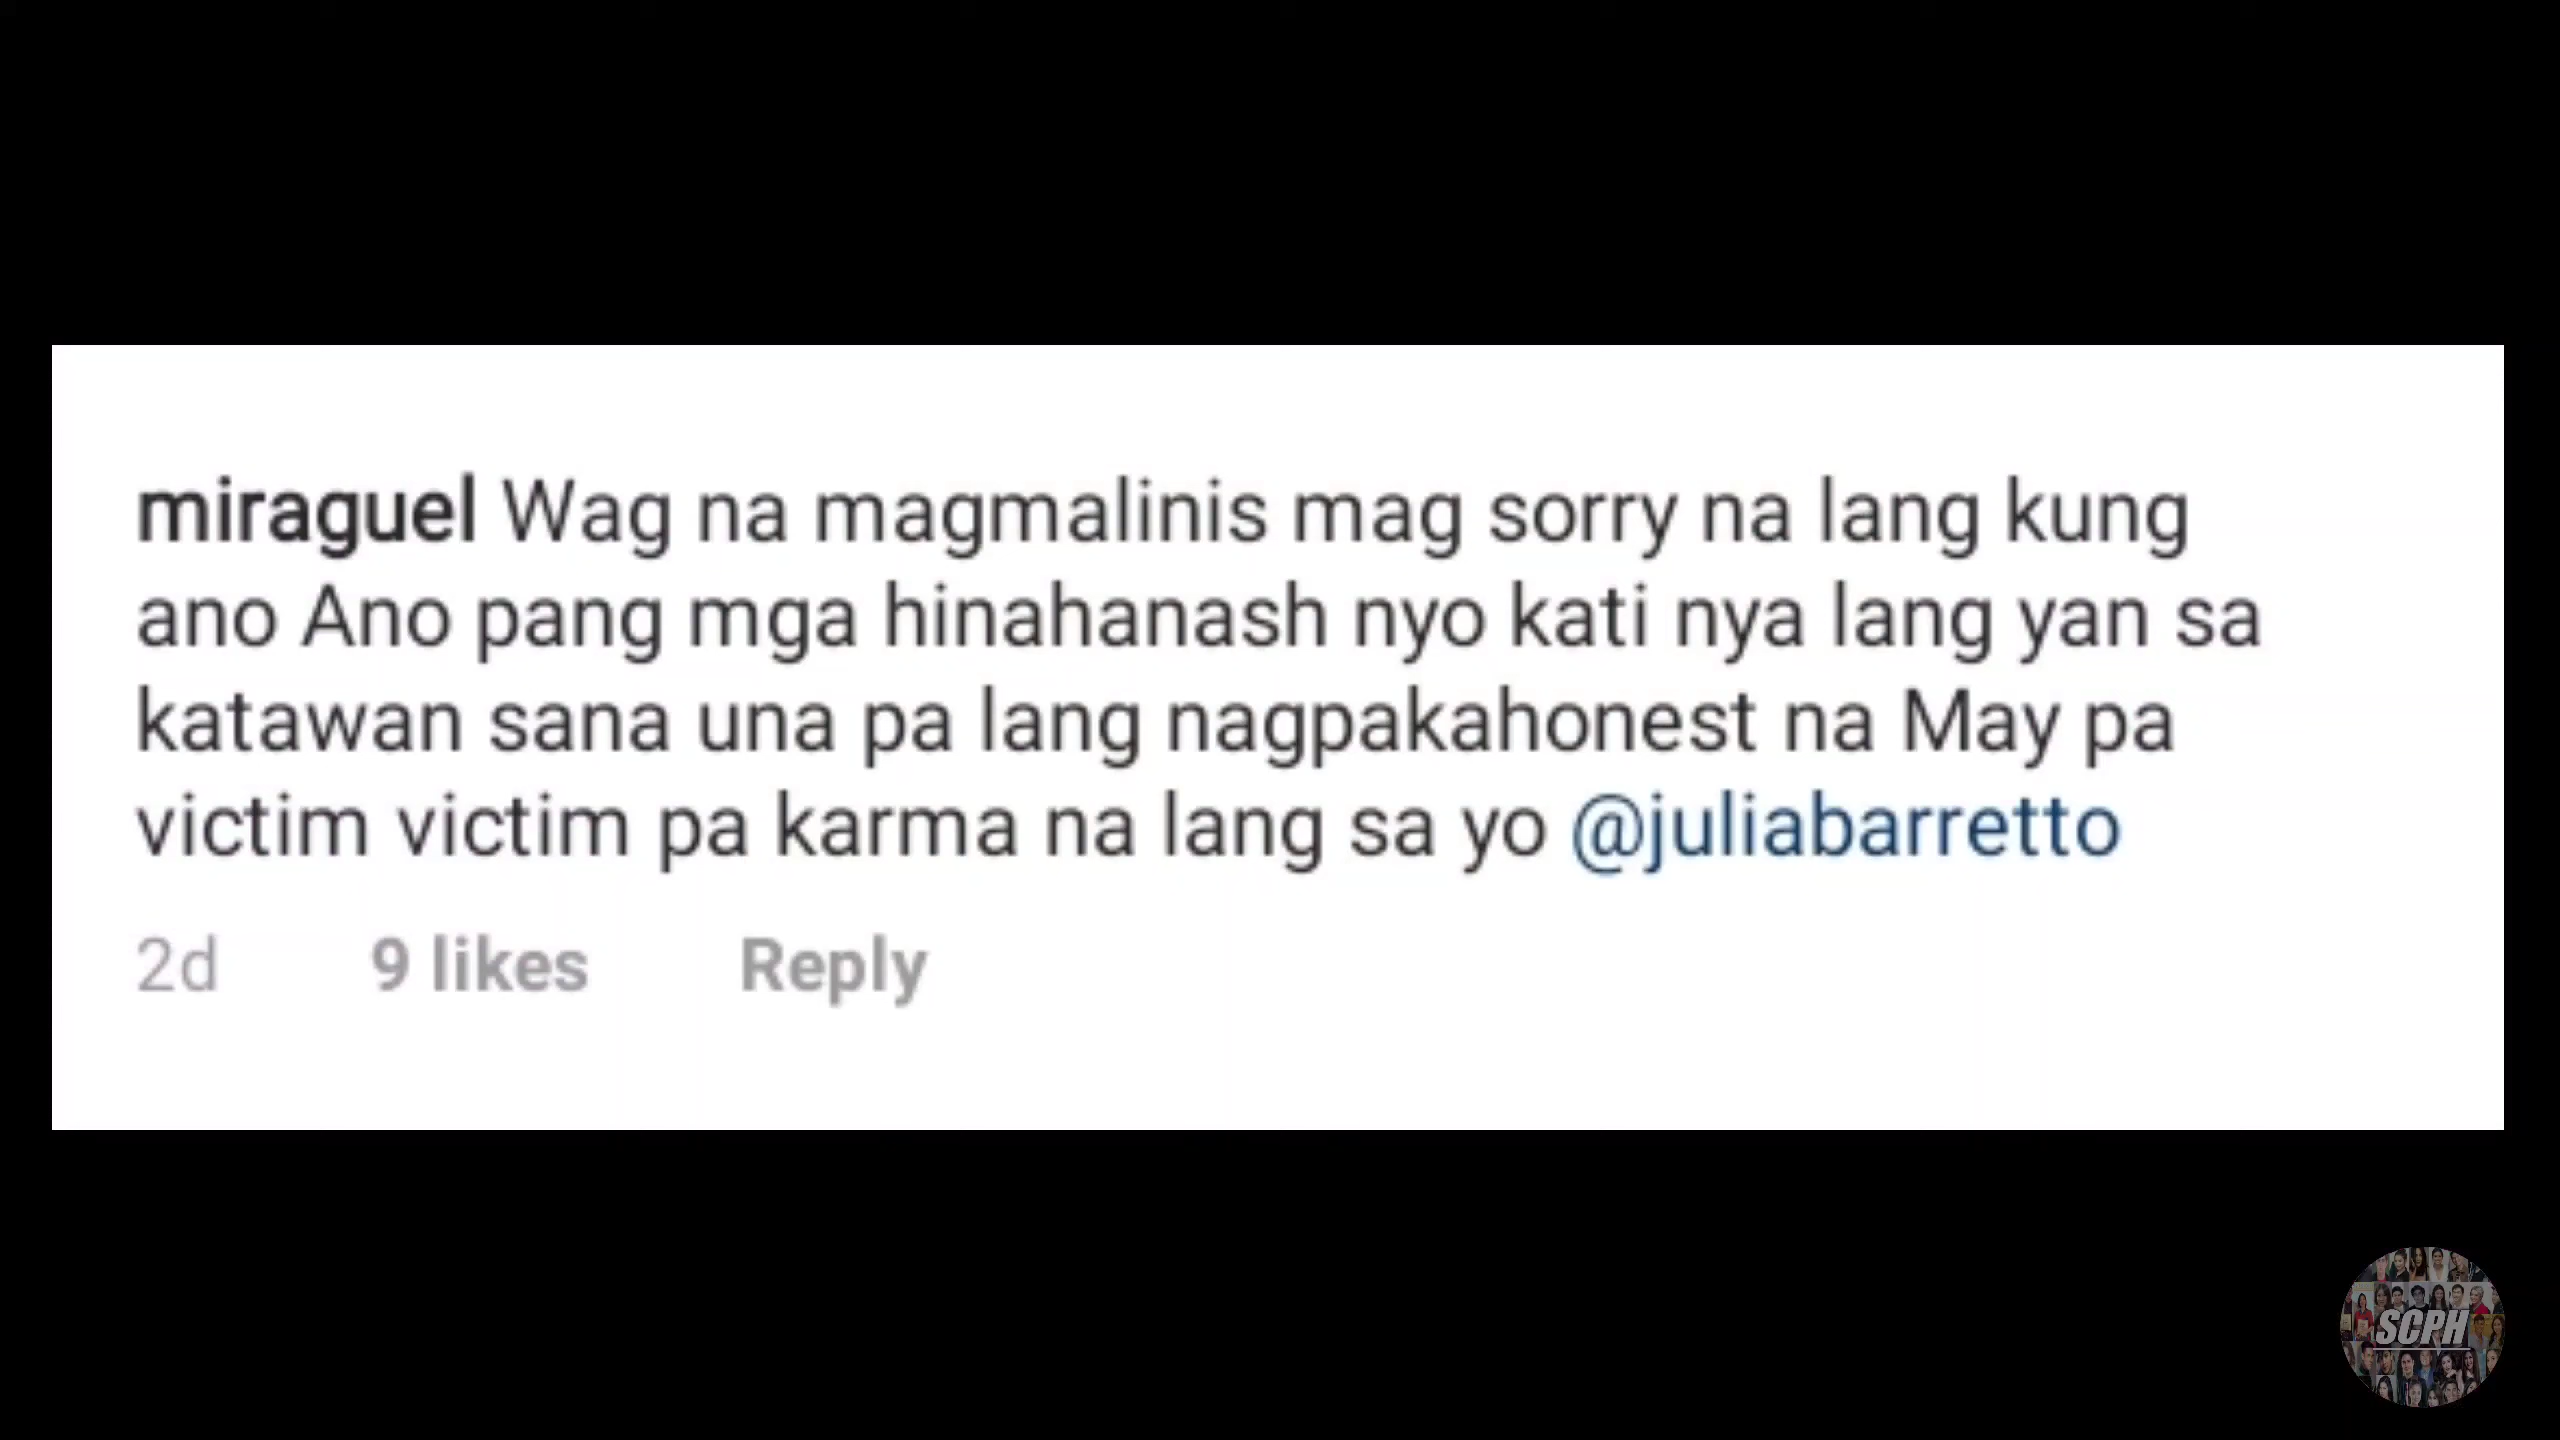 miraguel Wag na magmalinis mag sorry na lang kung
ano Ano pang mga hinahanash nyo kati nya lang yan sa
katawan sana una pa lang nagpakahonest na May pa
victim victim pa karma na lang sa yo @juliabarretto
2d 9 likes Reply
SCPH